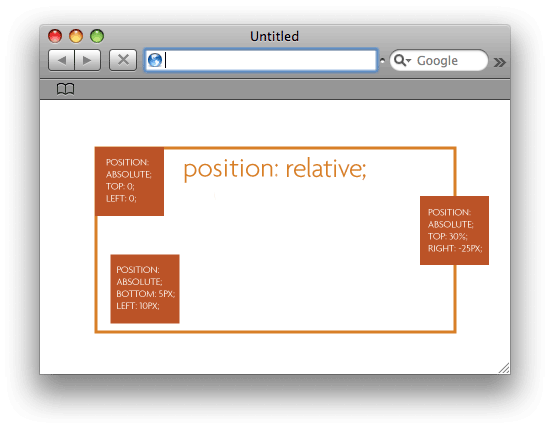 Untitled
Google
position: relative;
POSITION:
ABSOLUTE;
TOP: 0;
LEFT: 0;
POSITION:
ABSOLUTE;
TOP: 30%;
RIGHT: -25PX;
POSITION:
ABSOLUTE;
BOTTOM: 5PX;
LEFT: 10PX;